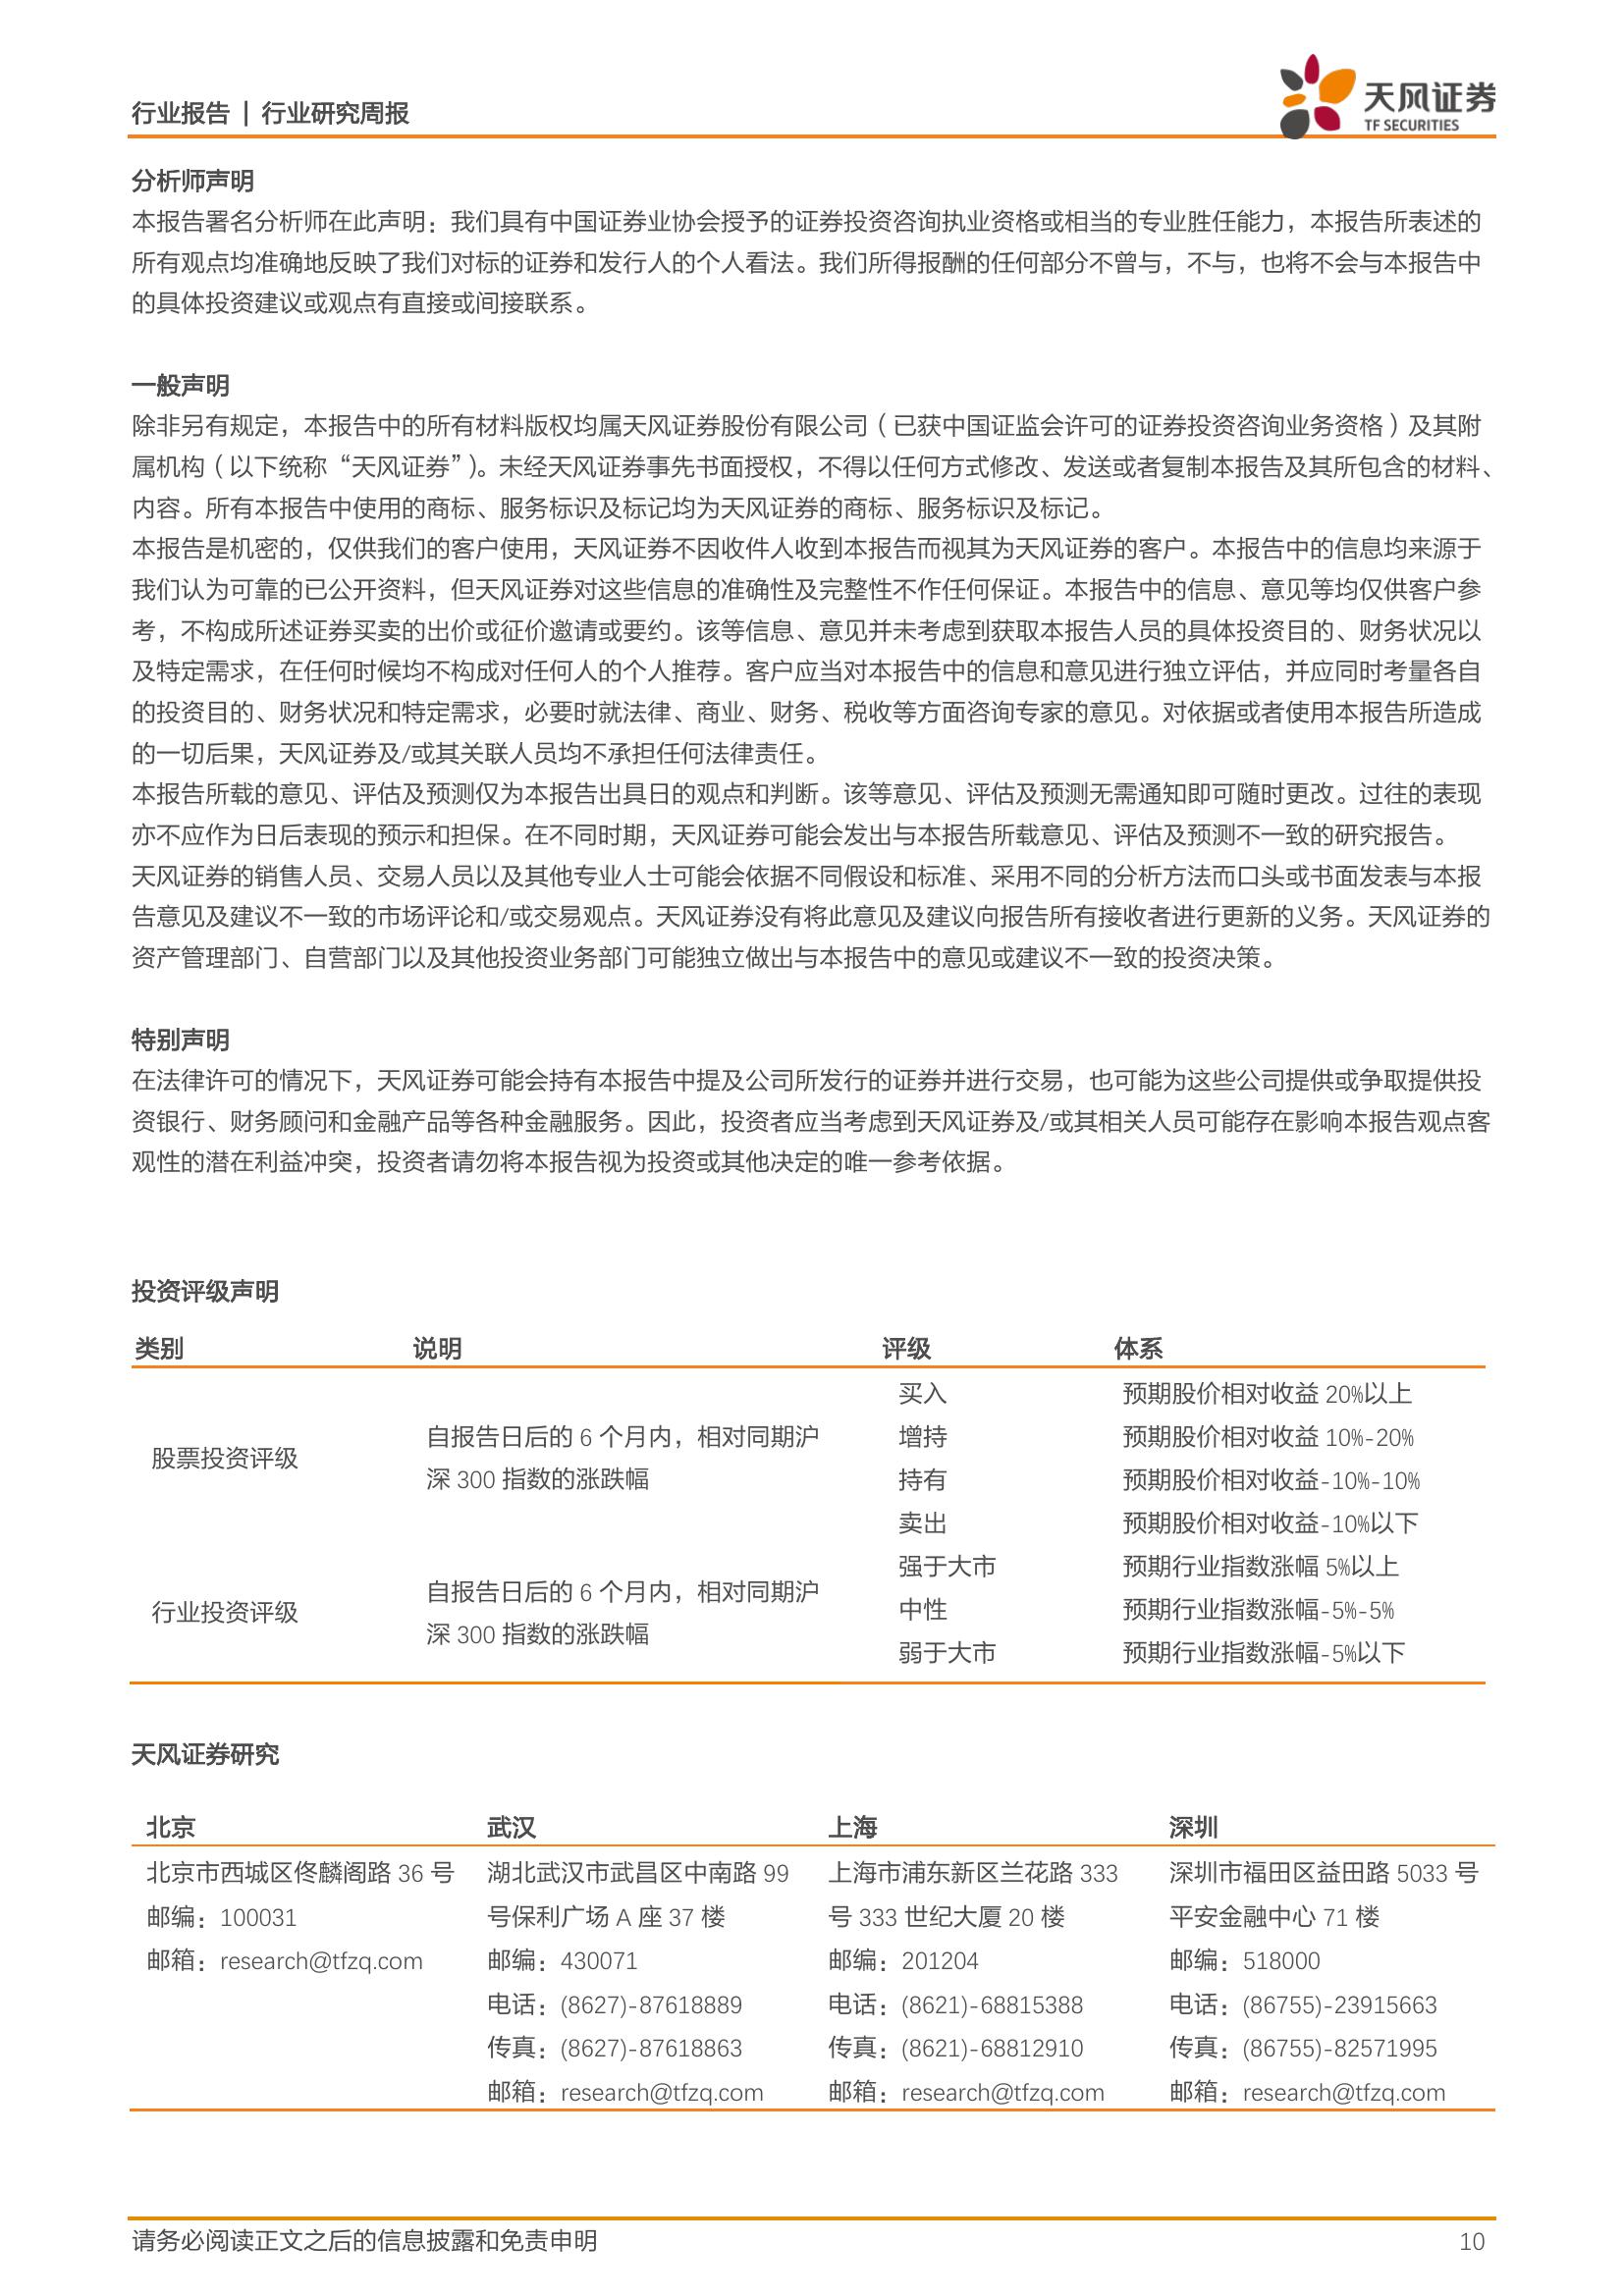 行业报告 | 行业研究周报
天风证券
TF SECURITIES
分析师声明
本报告署名分析师在此声明：我们具有中国证券业协会授予的证券投资咨询执业资格或相当的专业胜任能力，本报告所表述的
所有观点均准确地反映了我们对标的证券和发行人的个人看法。我们所得报酬的任何部分不曾与，不与，也将不会与本报告中
的具体投资建议或观点有直接或间接联系。
一般声明
除非另有规定，本报告中的所有材料版权均属天风证券股份有限公司（已获中国证监会许可的证券投资咨询业务资格）及其附
属机构（以下统称“天风证券”）。未经天风证券事先书面授权，不得以任何方式修改、发送或者复制本报告及其所包含的材料、
内容。所有本报告中使用的商标、服务标识及标记均为天风证券的商标、服务标识及标记。
本报告是机密的，仅供我们的客户使用，天风证券不因收件人收到本报告而视其为天风证券的客户。本报告中的信息均来源于
我们认为可靠的已公开资料，但天风证券对这些信息的准确性及完整性不作任何保证。本报告中的信息、意见等均仅供客户参
考，不构成所述证券买卖的出价或征价邀请或要约。该等信息、意见并未考虑到获取本报告人员的具体投资目的、财务状况以
及特定需求，在任何时候均不构成对任何人的个人推荐。客户应当对本报告中的信息和意见进行独立评估，并应同时考量各自
的投资目的、财务状况和特定需求，必要时就法律、商业、财务、税收等方面咨询专家的意见。对依据或者使用本报告所造成
的一切后果，天风证券及/或其关联人员均不承担任何法律责任。
本报告所载的意见、评估及预测仅为本报告出具日的观点和判断。该等意见、评估及预测无需通知即可随时更改。过往的表现
亦不应作为日后表现的预示和担保。在不同时期，天风证券可能会发出与本报告所载意见、评估及预测不一致的研究报告。
天风证券的销售人员、交易人员以及其他专业人士可能会依据不同假设和标准、采用不同的分析方法而口头或书面发表与本报
告意见及建议不一致的市场评论和/或交易观点。天风证券没有将此意见及建议向报告所有接收者进行更新的义务。天风证券的
资产管理部门、自营部门以及其他投资业务部门可能独立做出与本报告中的意见或建议不一致的投资决策。
特别声明
在法律许可的情况下，天风证券可能会持有本报告中提及公司所发行的证券并进行交易，也可能为这些公司提供或争取提供投
资银行、财务顾问和金融产品等各种金融服务。因此，投资者应当考虑到天风证券及/或其相关人员可能存在影响本报告观点客
观性的潜在利益冲突，投资者请勿将本报告视为投资或其他决定的唯一参考依据。
投资评级声明
类别 说明 评级 体系
股票投资评级
自报告日后的 6 个月内，相对同期沪
深 300 指数的涨跌幅
买入 预期股价相对收益 20%以上
增持 预期股价相对收益 10%-20%
持有 预期股价相对收益-10%-10%
卖出 预期股价相对收益-10%以下
行业投资评级
自报告日后的 6 个月内，相对同期沪
深 300 指数的涨跌幅
强于大市 预期行业指数涨幅 5%以上
中性 预期行业指数涨幅-5%-5%
弱于大市 预期行业指数涨幅-5%以下
天风证券研究
北京 武汉 上海 深圳
北京市西城区佟麟阁路 36 号 湖北武汉市武昌区中南路 99 上海市浦东新区兰花路 333 深圳市福田区益田路 5033 号
邮编：100031 号保利广场 A 座 37 楼 号 333 世纪大厦 20 楼 平安金融中心 71 楼
邮箱：research@tfzq.com 邮编：430071 邮编：201204 邮编：518000
电话：(8627)-87618889 电话：(8621)-68815388 电话：(86755)-23915663
传真：(8627)-87618863 传真：(8621)-68812910 传真：(86755)-82571995
邮箱：research@tfzq.com 邮箱：research@tfzq.com 邮箱：research@tfzq.com
请务必阅读正文之后的信息披露和免责申明 10